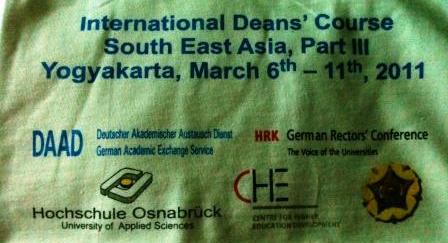 International Deans' Course
South East Asia, Part III
Yogyakarta, March 6th – 11th, 2011
DAAD
Deutscher Akademischer Austausch Dienst
German Academic Exchange Service
HRK German Rectors' Conference
The Voice of the Universities
Hochschule Osnabrück
University of Applied Sciences
CHE
CENTRE FOR HIGHER
EDUCATION DEVELOPMENT